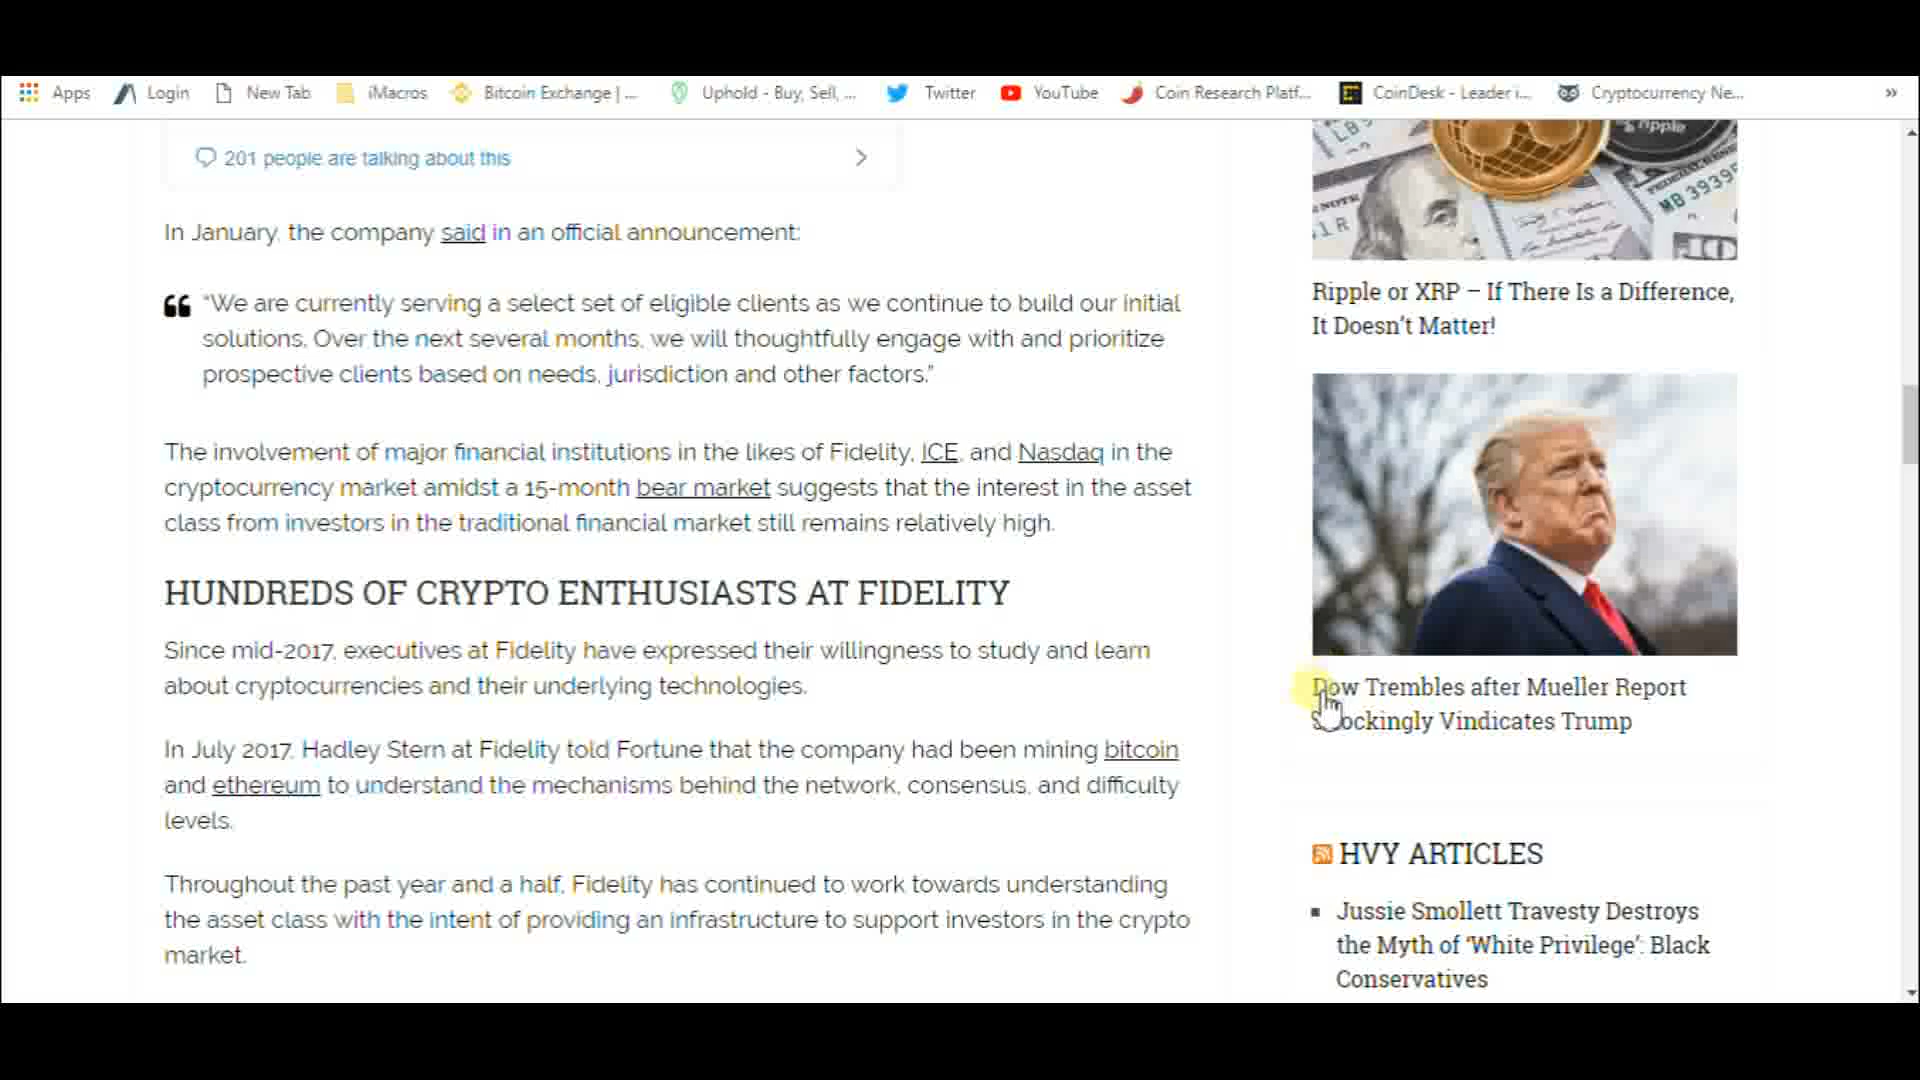 Apps Login New Tab iMacros Bitcoin Exchange | ... Uphold - Buy, Sell, ... Twitter YouTube Coin Research Platf... CoinDesk - Leader i... Cryptocurrency Ne... »
201 people are talking about this
In January, the company said in an official announcement:
“We are currently serving a select set of eligible clients as we continue to build our initial
solutions. Over the next several months, we will thoughtfully engage with and prioritize
prospective clients based on needs, jurisdiction and other factors.”
The involvement of major financial institutions in the likes of Fidelity, ICE, and Nasdaq in the
cryptocurrency market amidst a 15-month bear market suggests that the interest in the asset
class from investors in the traditional financial market still remains relatively high.
HUNDREDS OF CRYPTO ENTHUSIASTS AT FIDELITY
Since mid-2017, executives at Fidelity have expressed their willingness to study and learn
about cryptocurrencies and their underlying technologies.
In July 2017, Hadley Stern at Fidelity told Fortune that the company had been mining bitcoin
and ethereum to understand the mechanisms behind the network, consensus, and difficulty
levels.
Throughout the past year and a half, Fidelity has continued to work towards understanding
the asset class with the intent of providing an infrastructure to support investors in the crypto
market.
ripple
MB 3939
Ripple or XRP – If There Is a Difference,
It Doesn’t Matter!
Dow Trembles after Mueller Report
Shockingly Vindicates Trump
HVY ARTICLES
Jussie Smollett Travesty Destroys
the Myth of ‘White Privilege’: Black
Conservatives